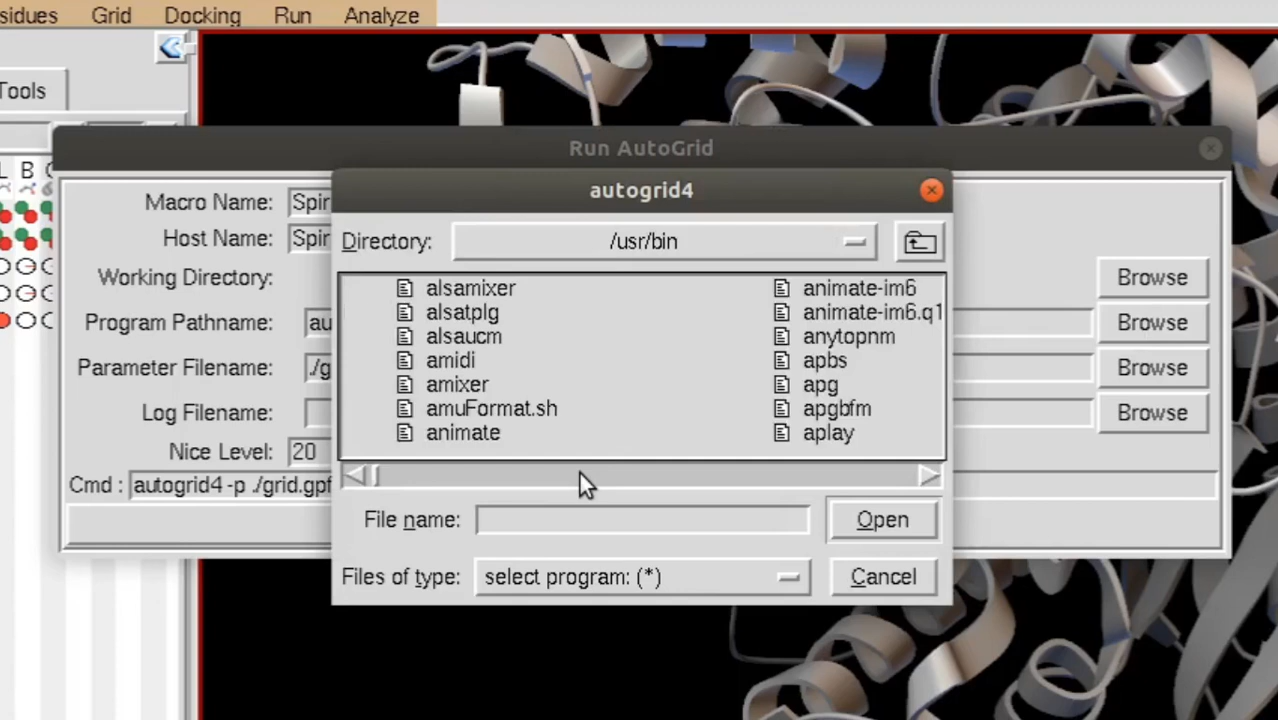 sidues Grid Docking Run Analyze
Tools
L B
Run AutoGrid
autogrid4
Macro Name: Spir
Host Name: Spir
Working Directory:
Program Pathname: au
Parameter Filename: ./g
Log Filename:
Nice Level: 20
Cmd : autogrid4 -p ./grid.gpf
Directory: /usr/bin
alsamixer animate-im6
alsatplg animate-im6.q1
alsaucm anytopnm
amidi apbs
amixer apg
amuFormat.sh apgbfm
animate aplay
File name: Open
Files of type: select program: (*) Cancel
Browse
Browse
Browse
Browse